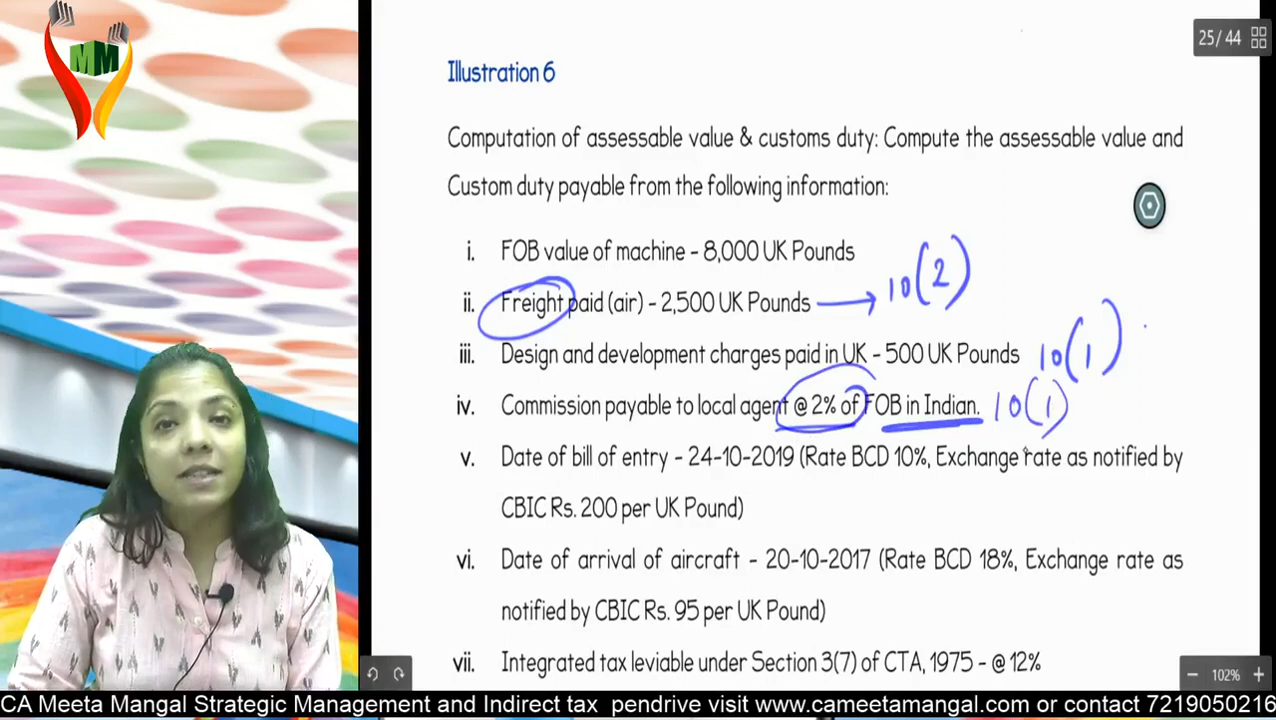 MM
25 / 44
Illustration 6
Computation of assessable value & customs duty: Compute the assessable value and
Custom duty payable from the following information:
i. FOB value of machine - 8,000 UK Pounds
ii. Freight paid (air) - 2,500 UK Pounds 10(2)
iii. Design and development charges paid in UK - 500 UK Pounds 10(1)
iv. Commission payable to local agent @ 2% of FOB in Indian. 10(1)
v. Date of bill of entry - 24-10-2019 (Rate BCD 10%, Exchange rate as notified by
CBIC Rs. 200 per UK Pound)
vi. Date of arrival of aircraft - 20-10-2017 (Rate BCD 18%, Exchange rate as
notified by CBIC Rs. 95 per UK Pound)
vii. Integrated tax leviable under Section 3(7) of CTA, 1975 - @ 12%
102%
CA Meeta Mangal Strategic Management and Indirect tax pendrive visit www.cameetamangal.com or contact 7219050216